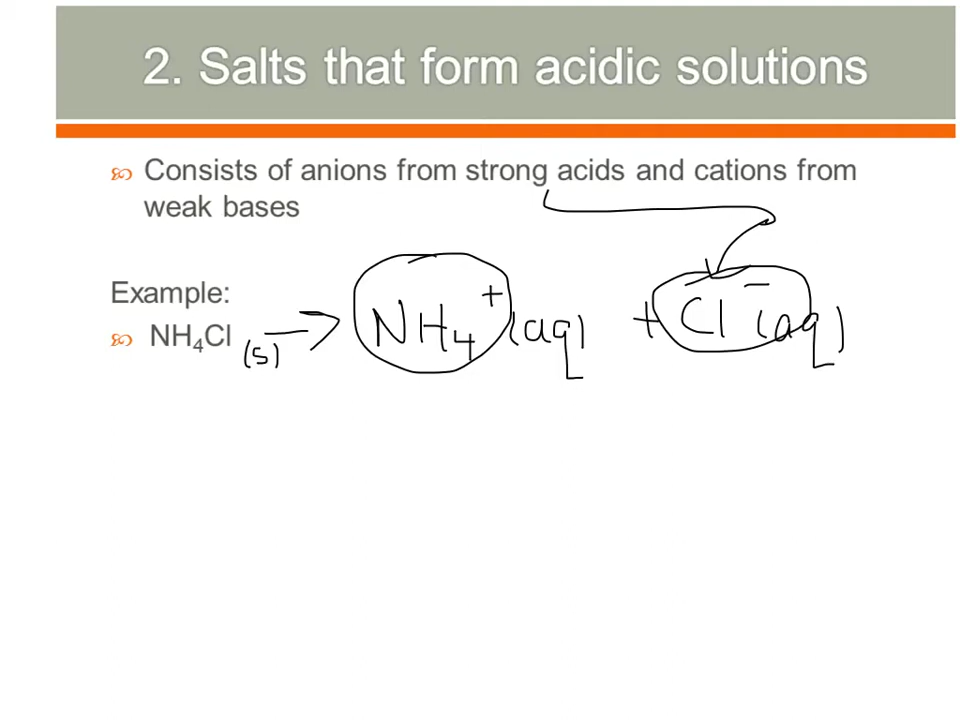 2. Salts that form acidic solutions
Consists of anions from strong acids and cations from
weak bases
Example:
NH₄Cl (s) → NH₄⁺ (aq) + Cl⁻ (aq)